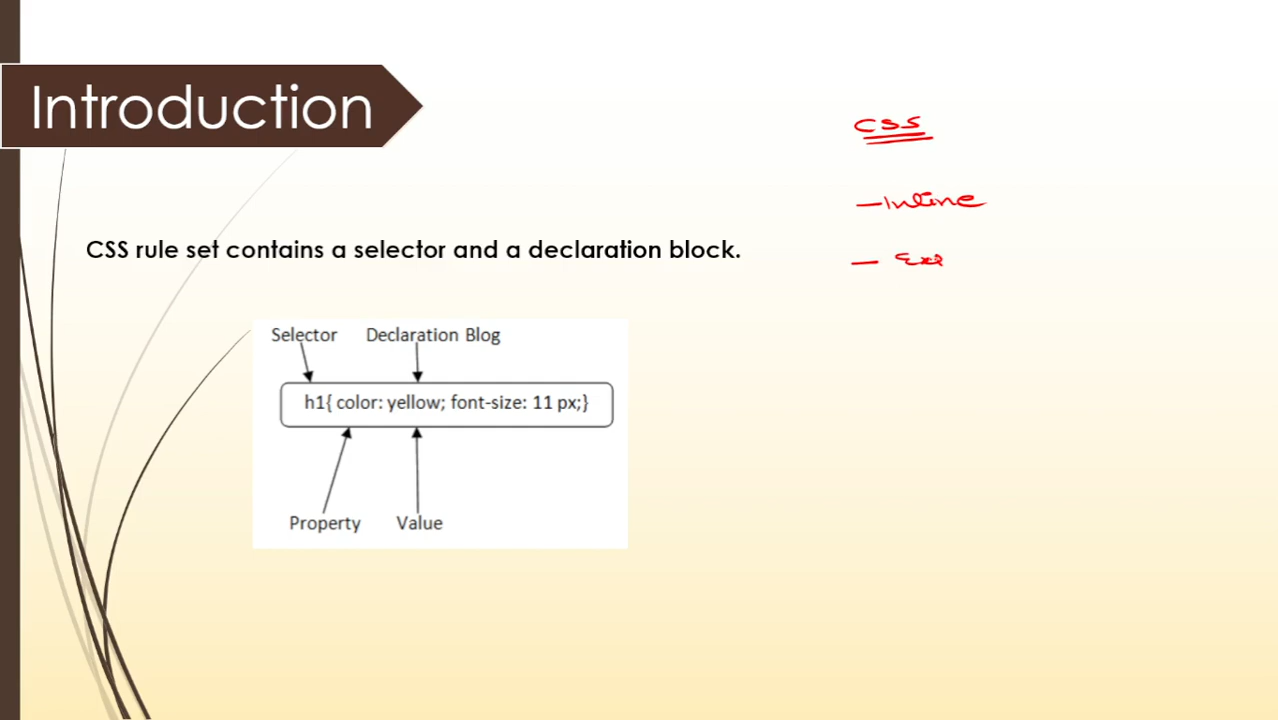 Introduction
CSS
- Inline
CSS rule set contains a selector and a declaration block.
Selector Declaration Blog
h1{ color: yellow; font-size: 11 px;}
Property Value